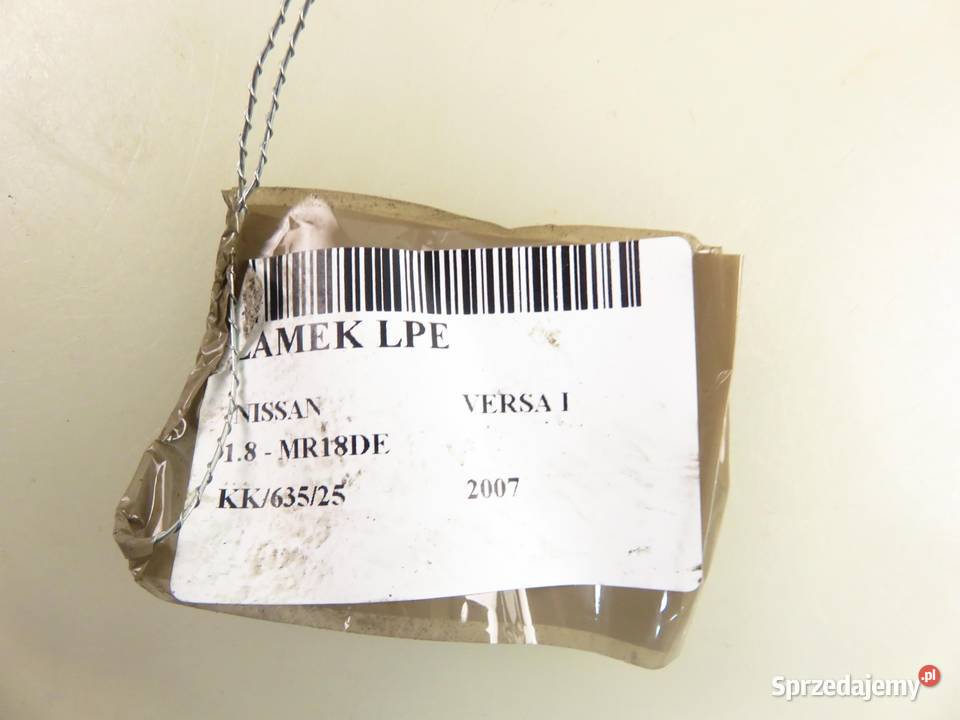 ZAMEK LPE
NISSAN VERSA I
1.8 - MR18DE
KK/635/25 2007
Sprzedajemy.pl